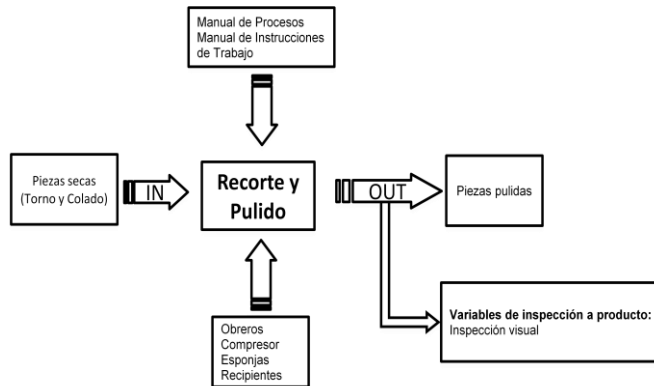 Manual de Procesos
Manual de Instrucciones
de Trabajo
Piezas secas
(Torno y Colado)
IN
Recorte y
Pulido
OUT
Piezas pulidas
Obreros
Compresor
Esponjas
Recipientes
Variables de inspección a producto:
Inspección visual